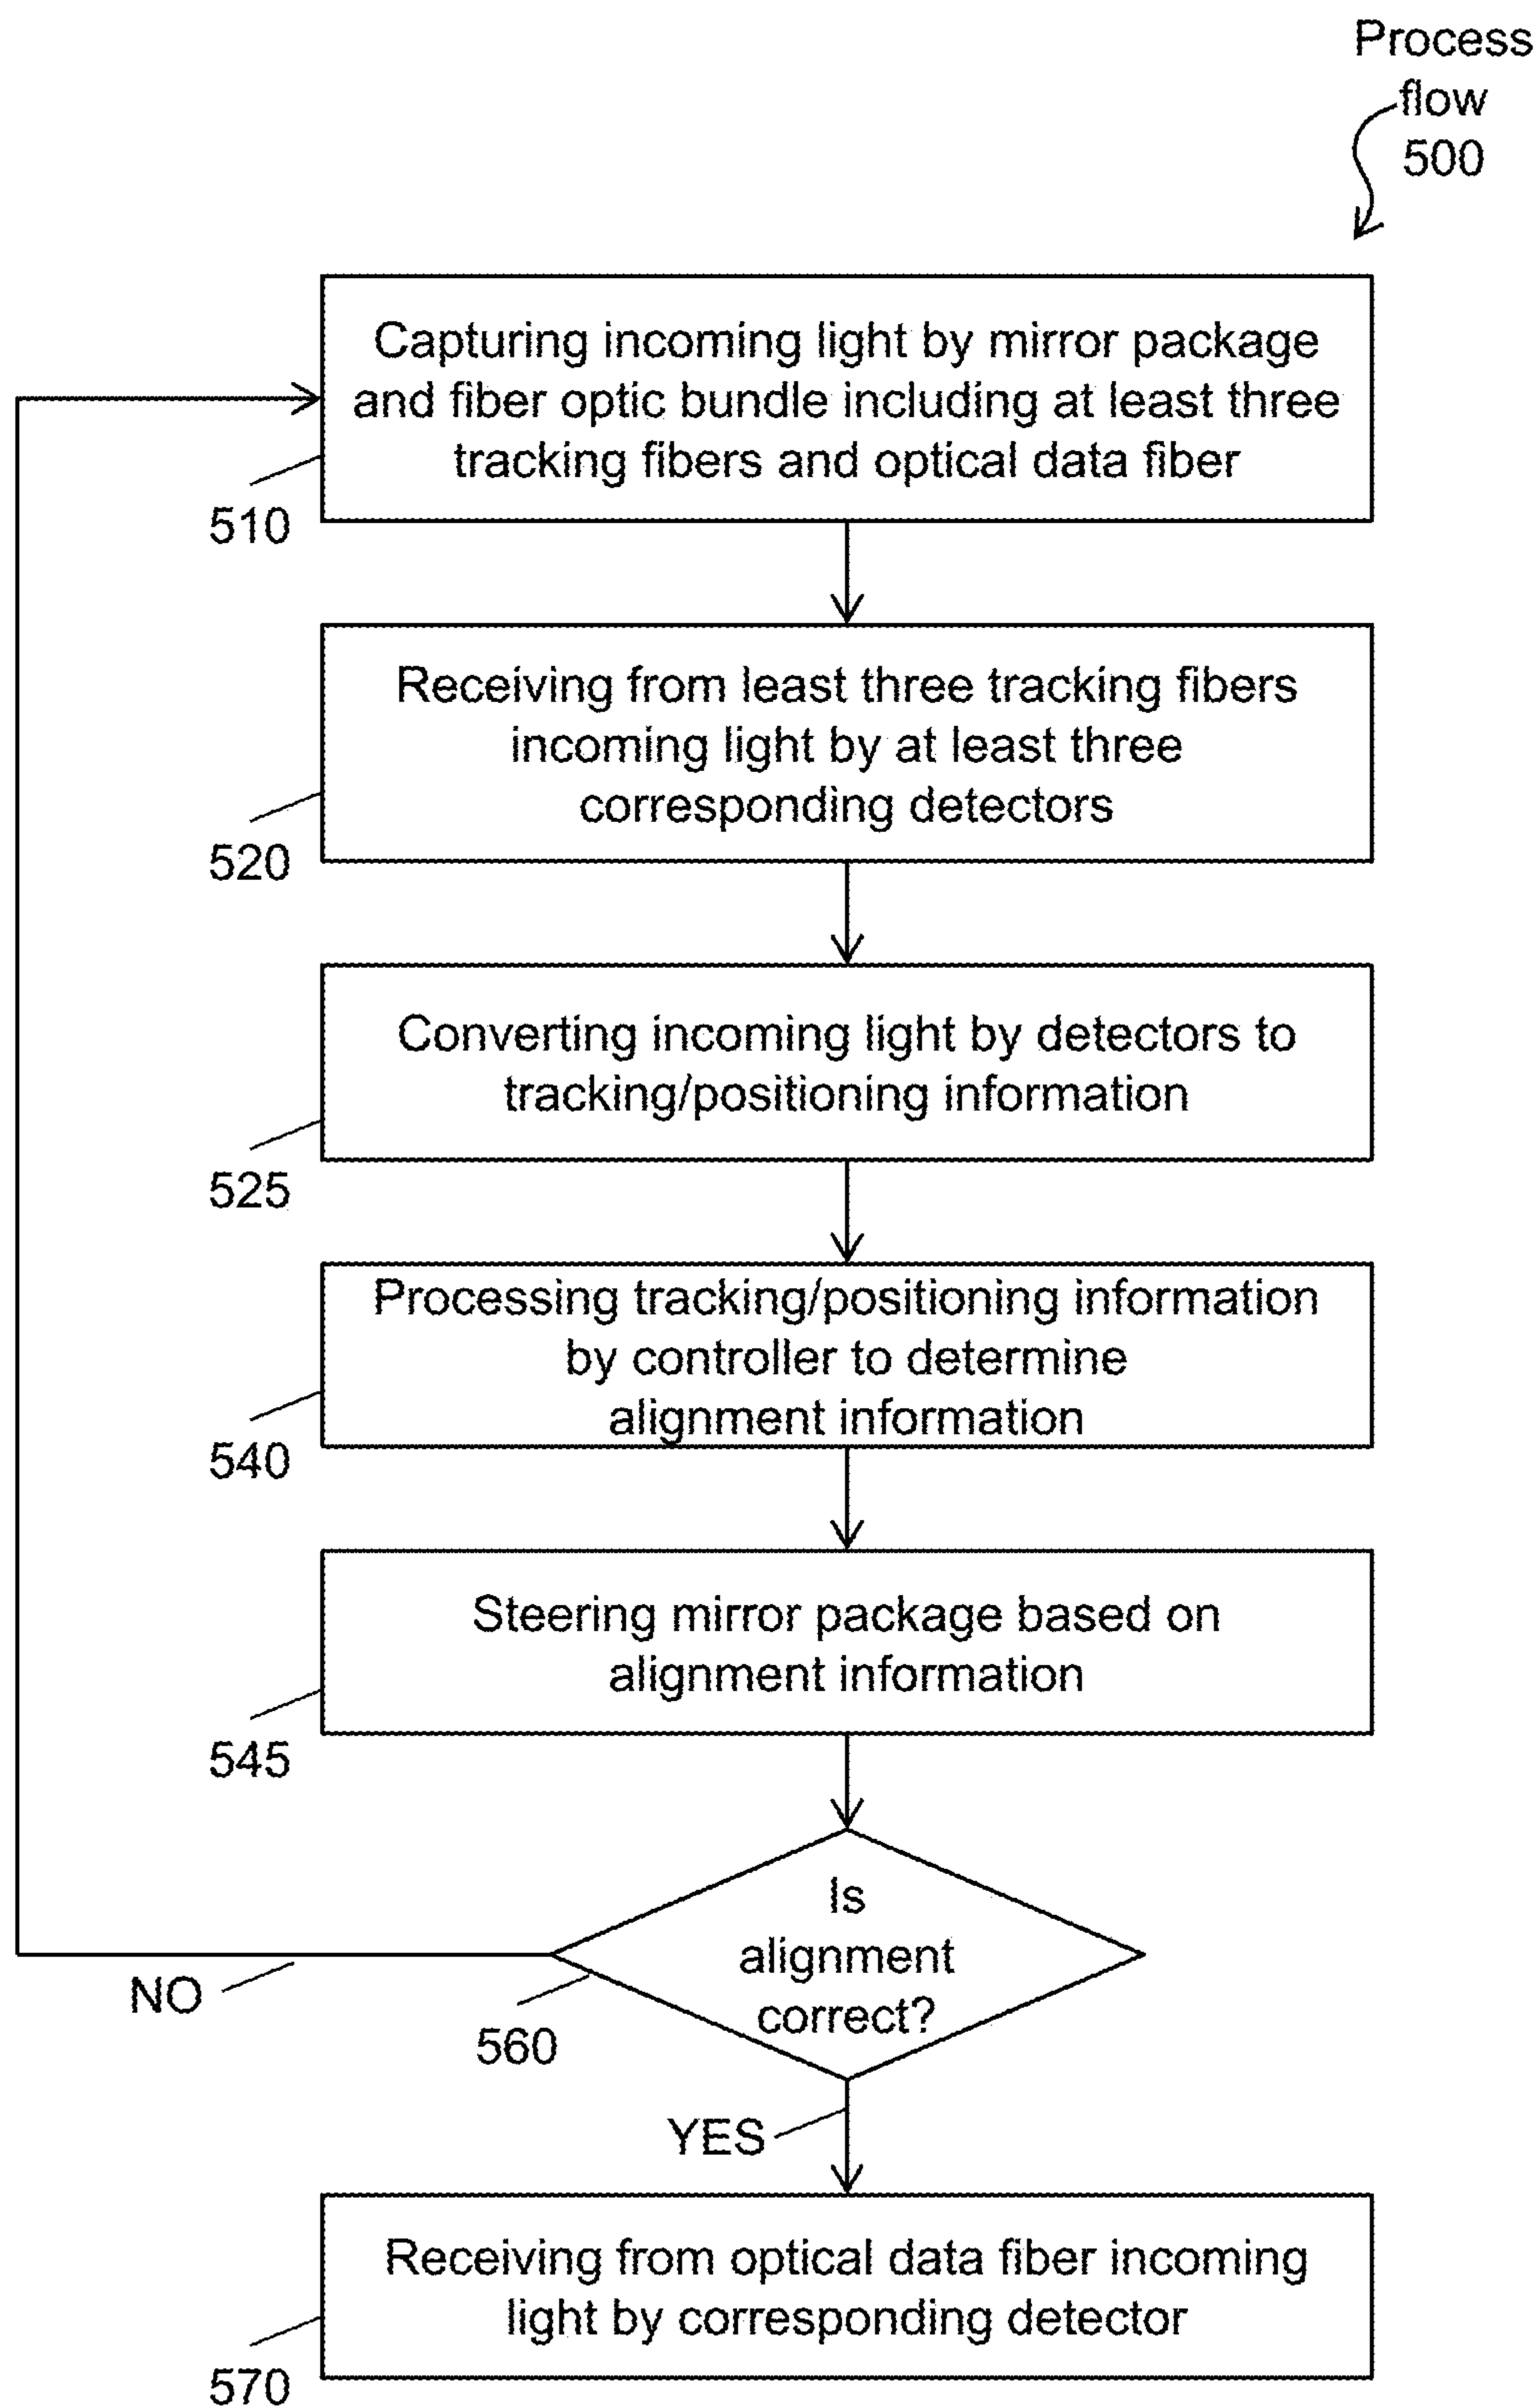 Process
flow
500
Capturing incoming light by mirror package
and fiber optic bundle including at least three
tracking fibers and optical data fiber
510
Receiving from least three tracking fibers
incoming light by at least three
corresponding detectors
520
Converting incoming light by detectors to
tracking/positioning information
525
Processing tracking/positioning information
by controller to determine
alignment information
540
Steering mirror package based on
alignment information
545
Is
alignment
correct?
NO
560
YES
Receiving from optical data fiber incoming
light by corresponding detector
570